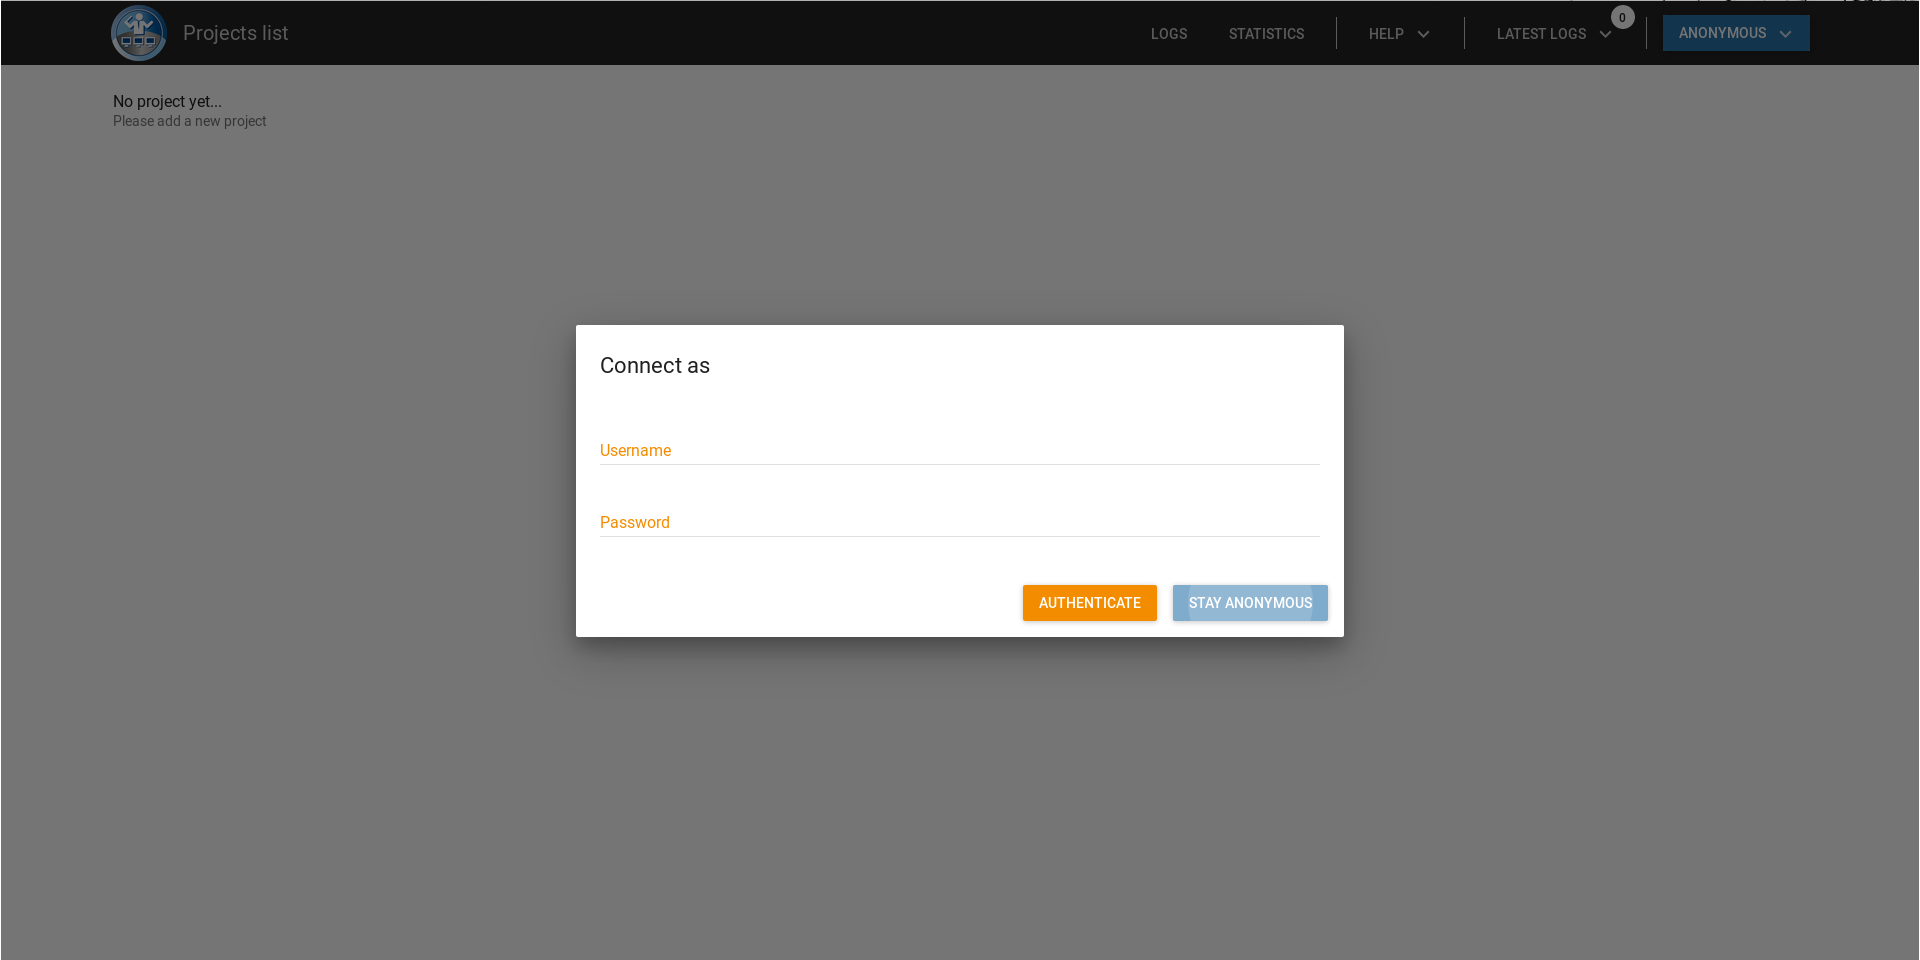 Projects list
LOGS
STATISTICS
HELP
LATEST LOGS
0
ANONYMOUS
No project yet...
Please add a new project
Connect as
Username
Password
AUTHENTICATE
STAY ANONYMOUS